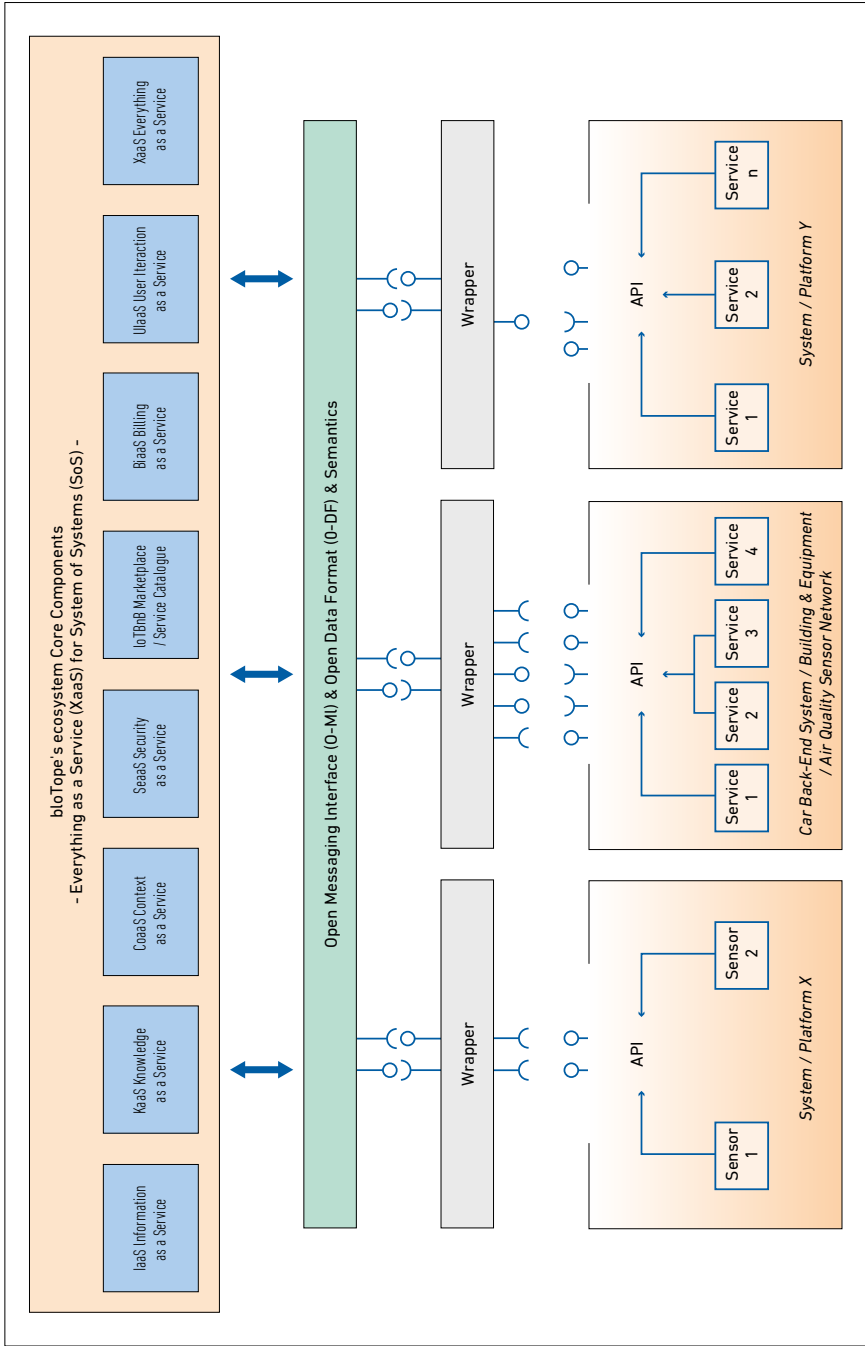 bIoTope's ecosystem Core Components
- Everything as a Service (XaaS) for System of Systems (SoS) -
IaaS Information
as a Service
KaaS Knowledge
as a Service
CoaaS Context
as a Service
SeaaS Security
as a Service
IoTBnB Marketplace
/ Service Catalogue
BiaaS Billing
as a Service
UIaaS User Iteraction
as a Service
XaaS Everything
as a Service
Open Messaging Interface (O-MI) & Open Data Format (O-DF) & Semantics
Wrapper
Wrapper
Wrapper
API
Sensor
1
Sensor
2
System / Platform X
API
Service
1
Service
2
Service
3
Service
4
Car Back-End System / Building & Equipment
/ Air Quality Sensor Network
API
Service
1
Service
2
Service
n
System / Platform Y